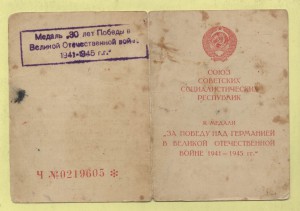 Медаль „30 лет Победы в
Великой Отечественной войне
1941-1945 гг."
Ч №0219605 *
СОЮЗ
СОВЕТСКИХ
СОЦИАЛИСТИЧЕСКИХ
РЕСПУБЛИК
К МЕДАЛИ
„ЗА ПОБЕДУ НАД ГЕРМАНИЕЙ
В ВЕЛИКОЙ ОТЕЧЕСТВЕННОЙ
ВОЙНЕ 1941—1945 гг."